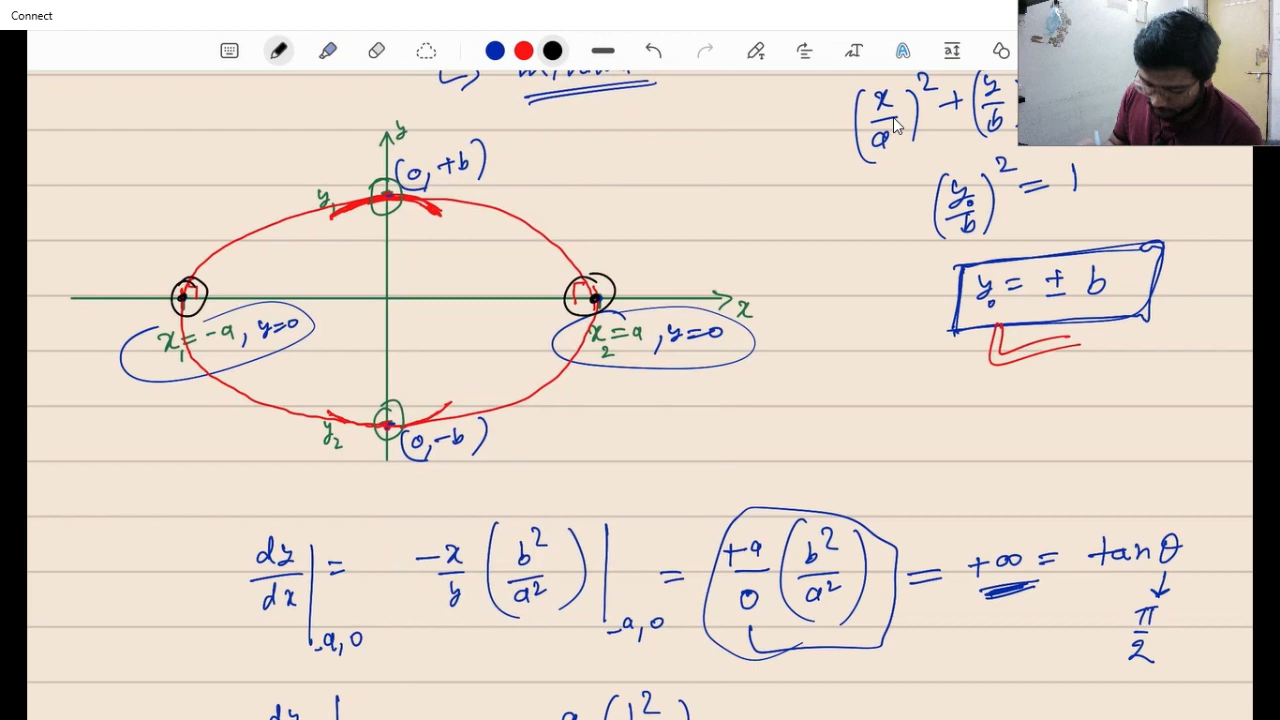 Connect
(x/a)² + (y/b
(0, +b)
y
y₁
(y₀/b)² = 1
y₀ = ± b
x
x₁ = -a, y=0
x₂ = a, y=0
y₂
(0, -b)
dy/dx |-a, 0 = -x/y (b²/a²) |-a, 0 = +a/0 (b²/a²) = +∞ = tan θ
π/2